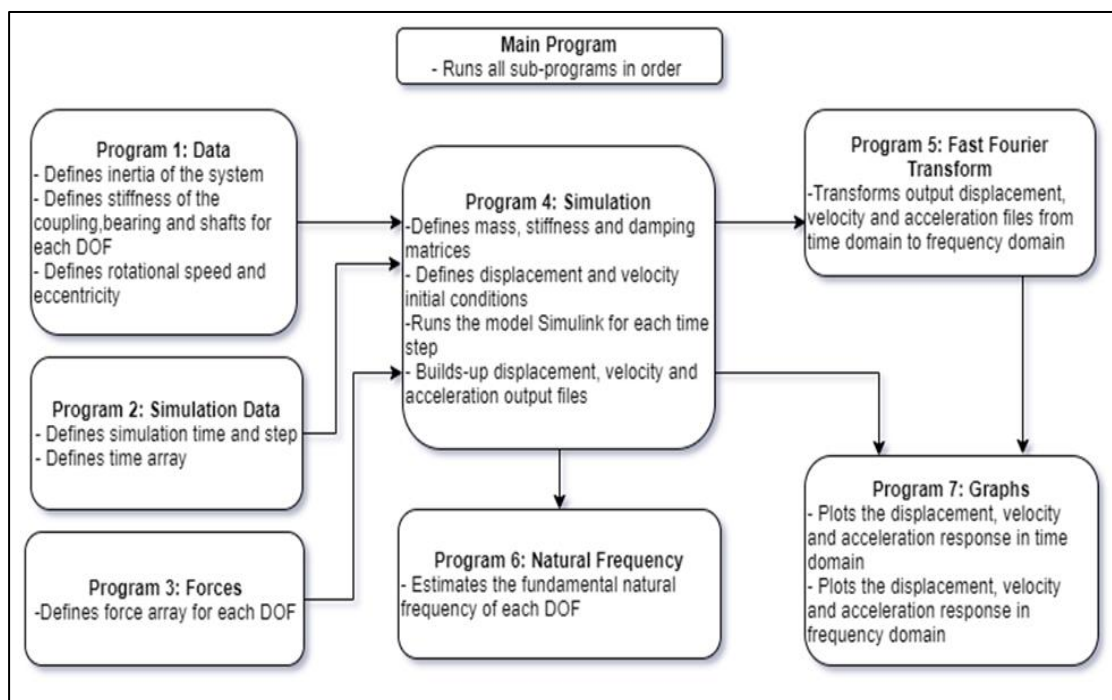 Main Program
- Runs all sub-programs in order
Program 1: Data
- Defines inertia of the system
- Defines stiffness of the
coupling,bearing and shafts for
each DOF
- Defines rotational speed and
eccentricity
Program 2: Simulation Data
- Defines simulation time and step
- Defines time array
Program 3: Forces
-Defines force array for each DOF
Program 4: Simulation
-Defines mass, stiffness and damping
matrices
- Defines displacement and velocity
initial conditions
-Runs the model Simulink for each time
step
- Builds-up displacement, velocity and
acceleration output files
Program 6: Natural Frequency
- Estimates the fundamental natural
frequency of each DOF
Program 5: Fast Fourier
Transform
-Transforms output displacement,
velocity and acceleration files from
time domain to frequency domain
Program 7: Graphs
- Plots the displacement, velocity
and acceleration response in time
domain
- Plots the displacement, velocity
and acceleration response in
frequency domain